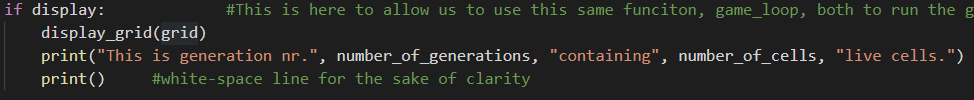 if display:            #This is here to allow us to use this same funciton, game_loop, both to run the g
    display_grid(grid)
    print("This is generation nr.", number_of_generations, "containing", number_of_cells, "live cells.")
    print()     #white-space line for the sake of clarity